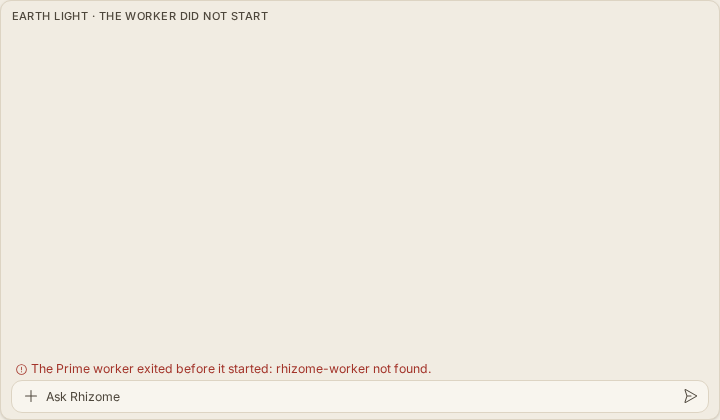 EARTH LIGHT · THE WORKER DID NOT START
The Prime worker exited before it started: rhizome-worker not found.
Ask Rhizome